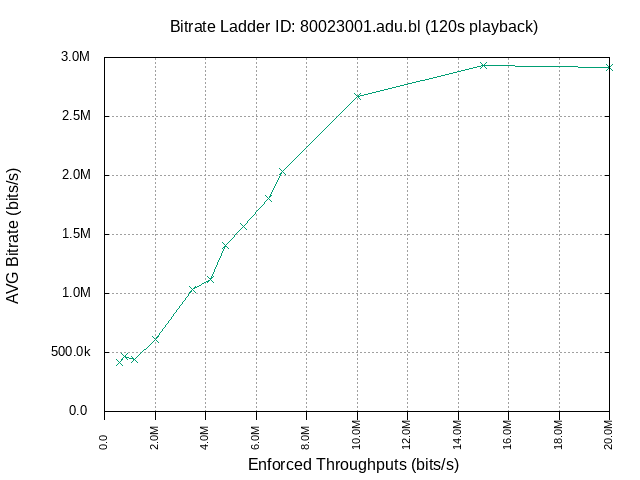 Bitrate Ladder ID: 80023001.adu.bl (120s playback)
3.0M
2.5M
2.0M
1.5M
1.0M
500.0k
0.0
AVG Bitrate (bits/s)
0.0 2.0M 4.0M 6.0M 8.0M 10.0M 12.0M 14.0M 16.0M 18.0M 20.0M
Enforced Throughputs (bits/s)